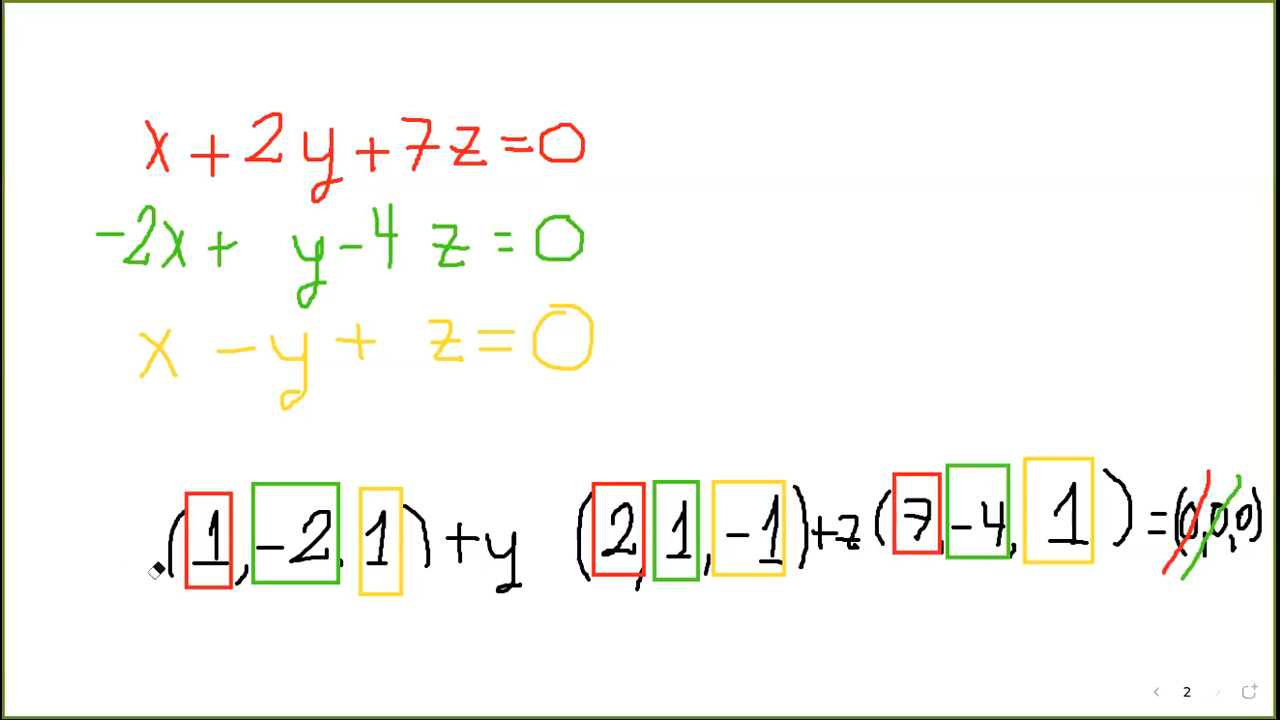 x + 2y + 7z = 0
-2x + y - 4z = 0
x - y + z = 0
(1, -2, 1) + y (2, 1, -1) + z (7, -4, 1) = (0, 0, 0)
2